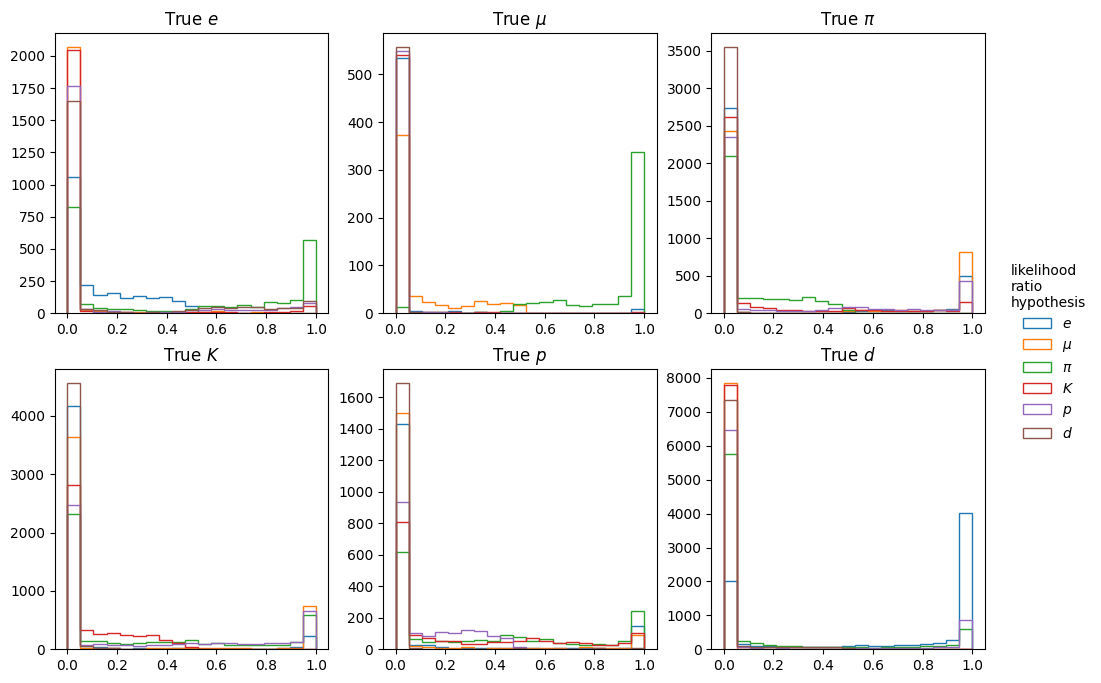 True e
True μ
True π
2000
1750
1500
1250
1000
750
500
250
0
0.0 0.2 0.4 0.6 0.8 1.0
500
400
300
200
100
0
0.0 0.2 0.4 0.6 0.8 1.0
3500
3000
2500
2000
1500
1000
500
0
0.0 0.2 0.4 0.6 0.8 1.0
True K
True p
True d
4000
3000
2000
1000
0
0.0 0.2 0.4 0.6 0.8 1.0
1600
1400
1200
1000
800
600
400
200
0
0.0 0.2 0.4 0.6 0.8 1.0
8000
7000
6000
5000
4000
3000
2000
1000
0
0.0 0.2 0.4 0.6 0.8 1.0
likelihood
ratio
hypothesis
e
μ
π
K
p
d